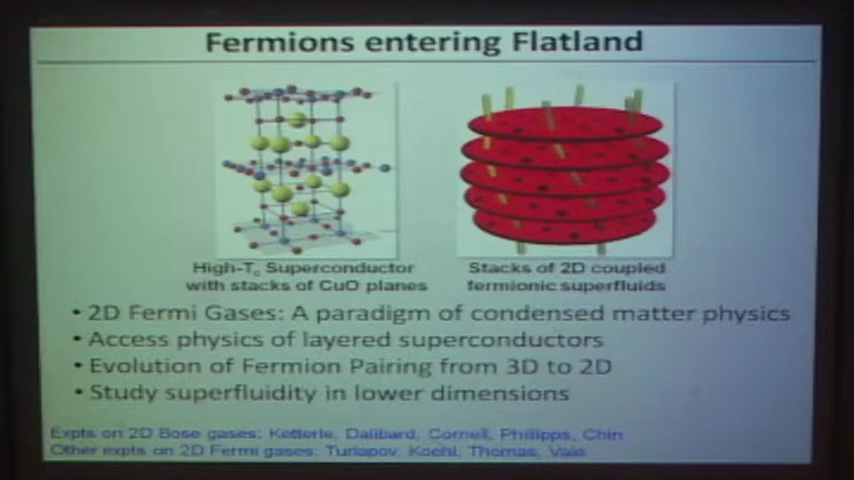 Fermions entering Flatland
High-Tc Superconductor
with stacks of CuO planes
Stacks of 2D coupled
fermionic superfluids
• 2D Fermi Gases: A paradigm of condensed matter physics
• Access physics of layered superconductors
• Evolution of Fermion Pairing from 3D to 2D
• Study superfluidity in lower dimensions
Expts on 2D Bose gases: Ketterle, Dalibard, Cornell, Phillipps, Chin
Other expts on 2D Fermi gases: Turlapov, Koehl, Thomas, Vale